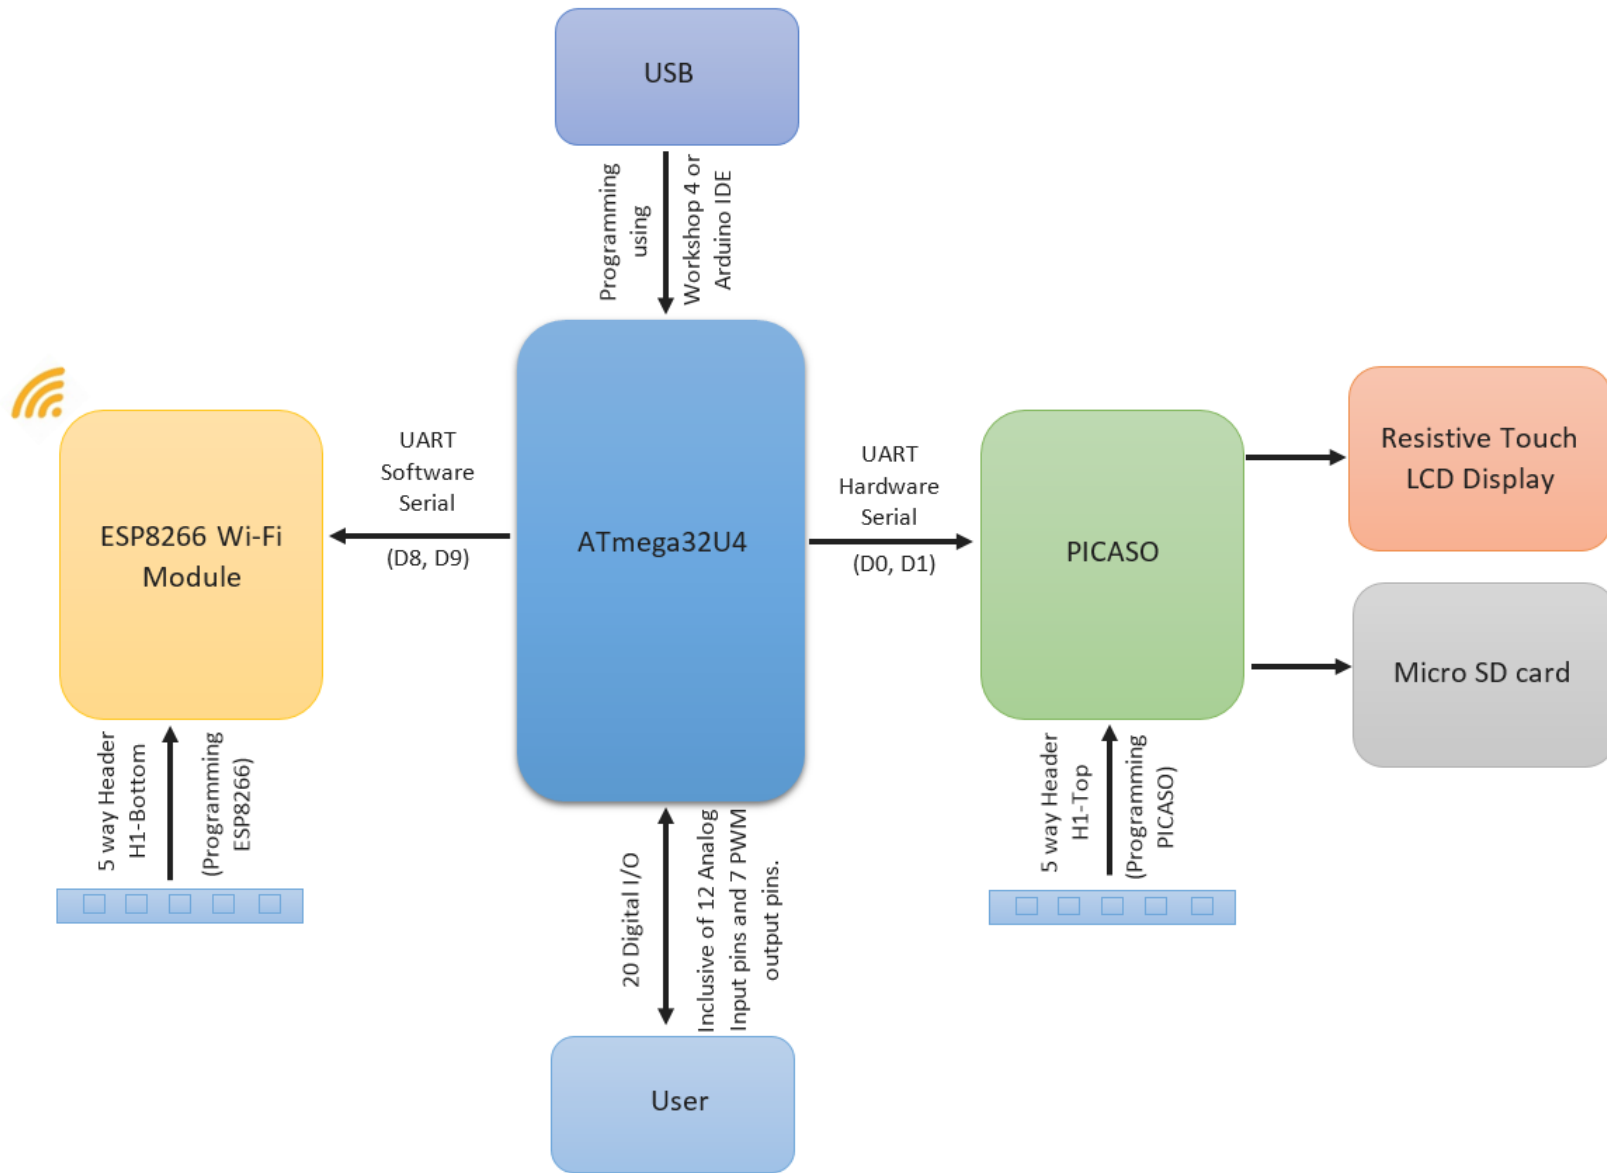 USB
Programming
using
Workshop 4 or
Arduino IDE
ESP8266 Wi-Fi
Module
UART
Software
Serial
(D8, D9)
ATmega32U4
UART
Hardware
Serial
(D0, D1)
PICASO
Resistive Touch
LCD Display
Micro SD card
5 way Header
H1-Bottom
(Programming
ESP8266)
20 Digital I/O
Inclusive of 12 Analog
Input pins and 7 PWM
output pins.
5 way Header
H1-Top
(Programming
PICASO)
User